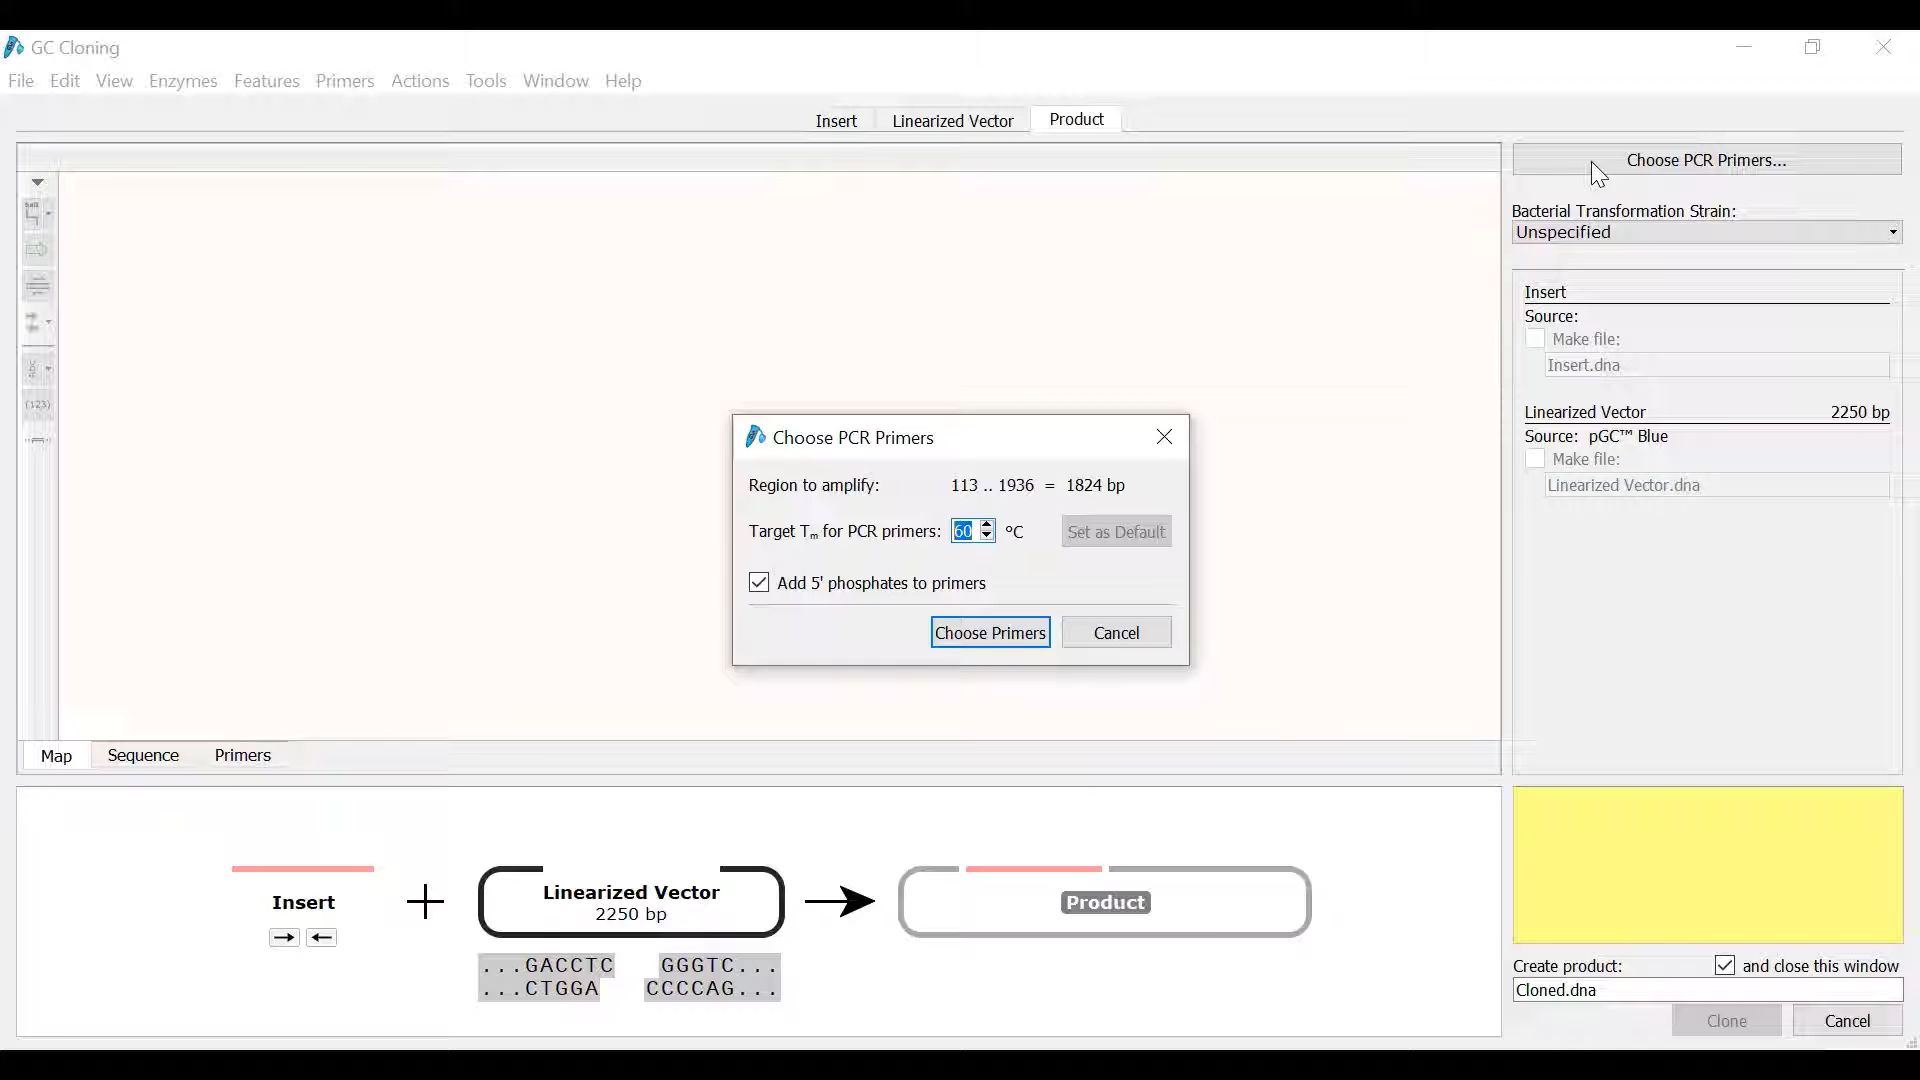 GC Cloning
File Edit View Enzymes Features Primers Actions Tools Window Help
Insert Linearized Vector Product
Choose PCR Primers...
Bacterial Transformation Strain:
Unspecified
Insert
Source:
Make file:
Insert.dna
Linearized Vector 2250 bp
Source: pGC™ Blue
Make file:
Linearized Vector.dna
(123)
Choose PCR Primers
Region to amplify: 113 .. 1936 = 1824 bp
Target Tm for PCR primers: 60 °C Set as Default
Add 5' phosphates to primers
Choose Primers Cancel
Map Sequence Primers
Insert + Linearized Vector
2250 bp
Product
...GACCTC GGGTC...
...CTGGA CCCCAG...
Create product: and close this window
Cloned.dna
Clone Cancel